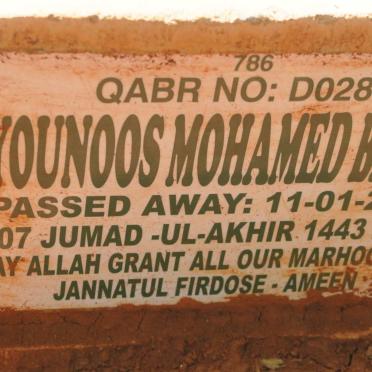 786
QABR NO: D028
YOUNOOS MOHAMED
PASSED AWAY: 11-01-2
07 JUMAD -UL-AKHIR 1443
AY ALLAH GRANT ALL OUR MARHOO
JANNATUL FIRDOSE - AMEEN